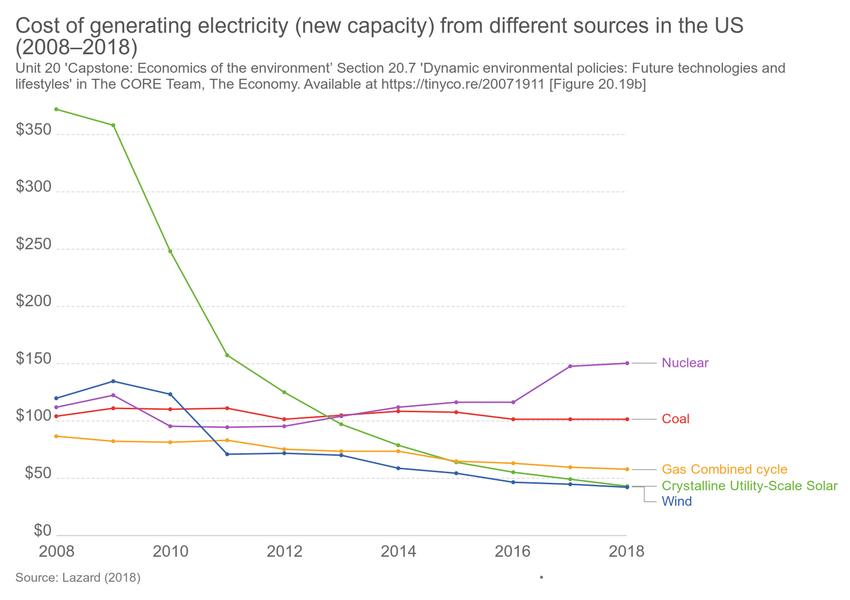 Cost of generating electricity (new capacity) from different sources in the US
(2008–2018)
Unit 20 'Capstone: Economics of the environment’ Section 20.7 'Dynamic environmental policies: Future technologies and
lifestyles' in The CORE Team, The Economy. Available at https://tinyco.re/20071911 [Figure 20.19b]
$350
$300
$250
$200
$150
Nuclear
$100
Coal
Gas Combined cycle
$50
Crystalline Utility-Scale Solar
Wind
$0
2008 2010 2012 2014 2016 2018
Source: Lazard (2018)